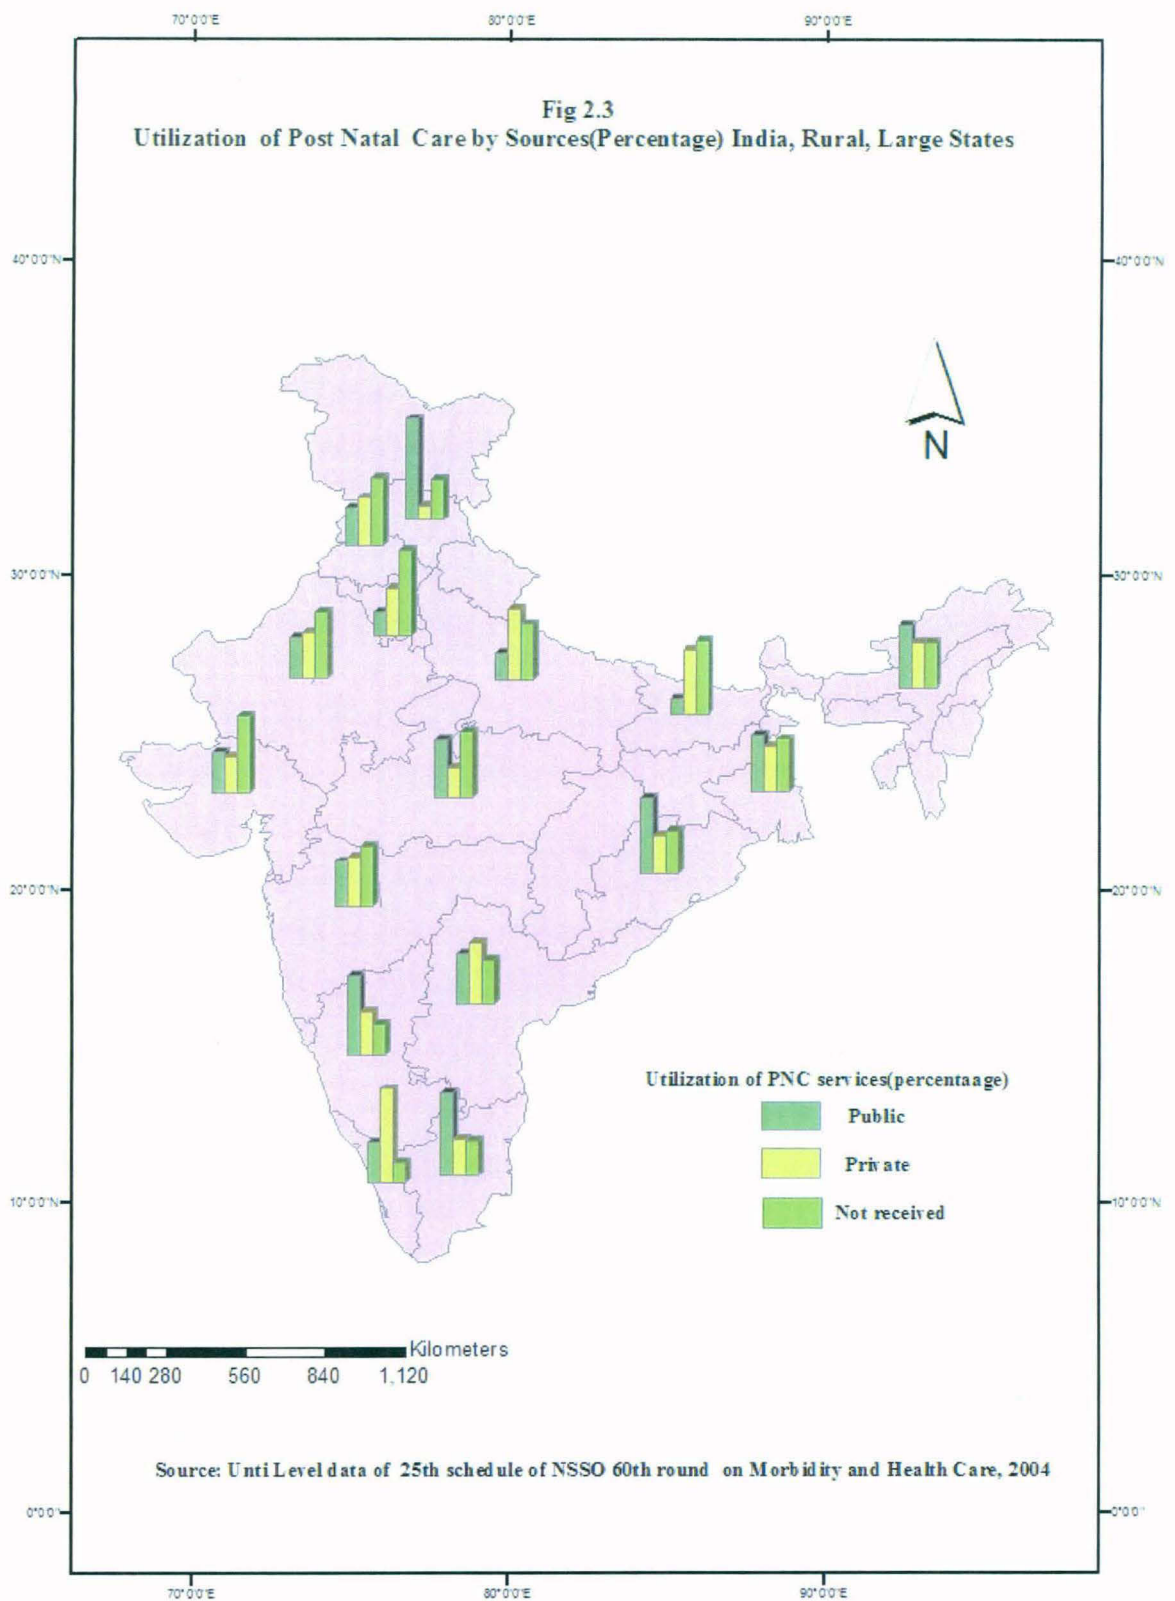 70°0'0"E 80°0'0"E 90°0'0"E
Fig 2.3
Utilization of Post Natal Care by Sources(Percentage) India, Rural, Large States
40°0'0"N 40°0'0"N
N
30°0'0"N 30°0'0"N
20°0'0"N 20°0'0"N
Utilization of PNC services(percentaage)
Public
Private
10°0'0"N 10°0'0"N
Not received
Kilometers
0 140 280 560 840 1,120
Source: Unti Level data of 25th schedule of NSSO 60th round on Morbidity and Health Care, 2004
0°0'0" 0°0'0"
70°0'0"E 80°0'0"E 90°0'0"E